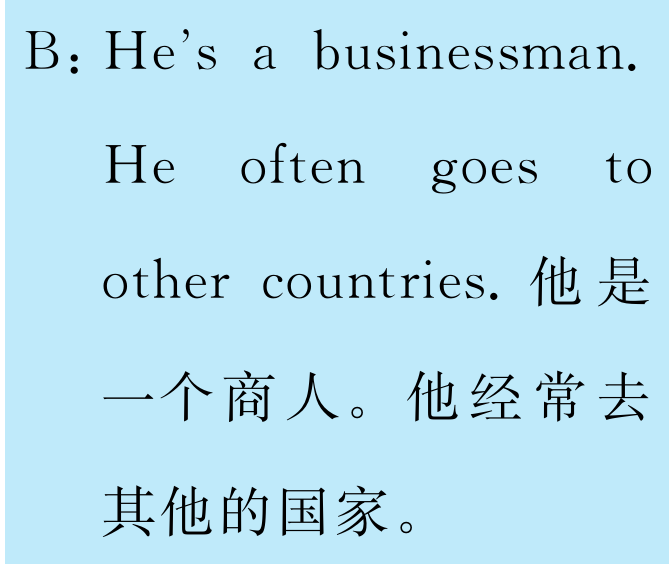 B：He's a businessman.
He often goes to
other countries. 他是
一个商人。他经常去
其他的国家。